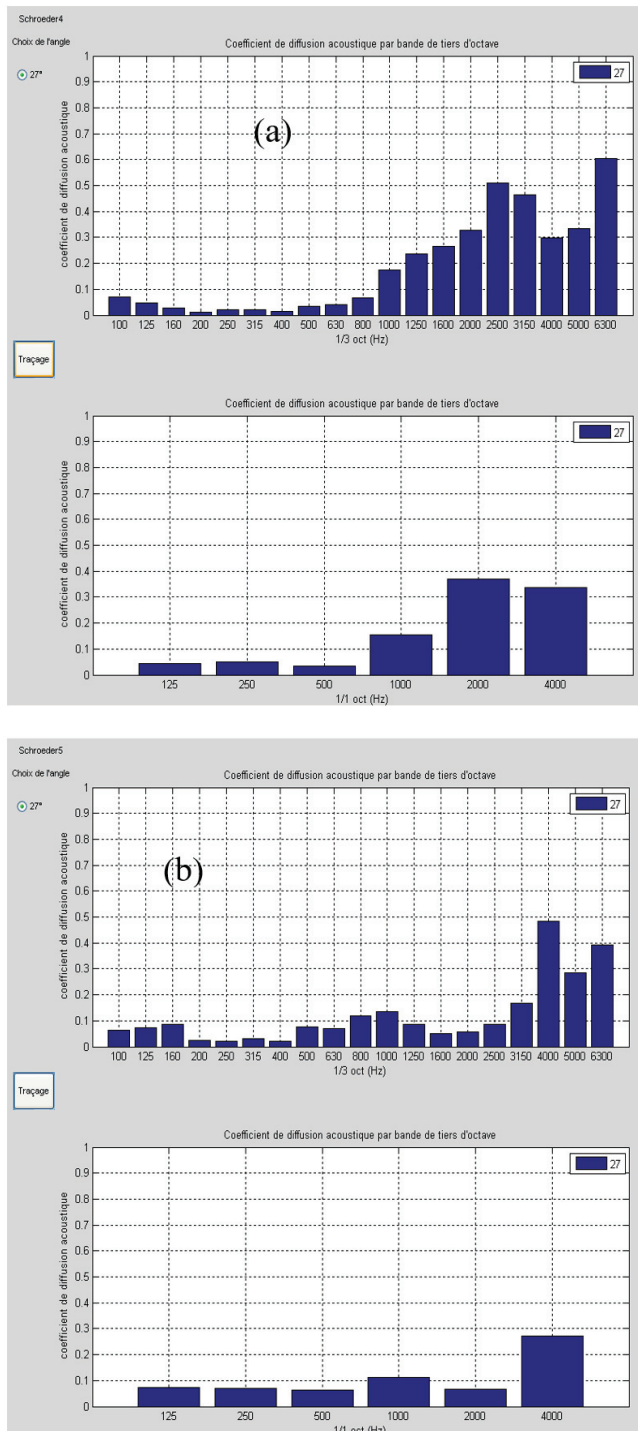 Schroeder4
Choix de l'angle
27°
Coefficient de diffusion acoustique par bande de tiers d'octave
27
(a)
coefficient de diffusion acoustique
1
0.9
0.8
0.7
0.6
0.5
0.4
0.3
0.2
0.1
0
100 125 160 200 250 315 400 500 630 800 1000 1250 1600 2000 2500 3150 4000 5000 6300
1/3 oct (Hz)
Traçage
Coefficient de diffusion acoustique par bande de tiers d'octave
27
coefficient de diffusion acoustique
1
0.9
0.8
0.7
0.6
0.5
0.4
0.3
0.2
0.1
0
125 250 500 1000 2000 4000
1/1 oct (Hz)
Schroeder5
Choix de l'angle
27°
Coefficient de diffusion acoustique par bande de tiers d'octave
27
(b)
coefficient de diffusion acoustique
1
0.9
0.8
0.7
0.6
0.5
0.4
0.3
0.2
0.1
0
100 125 160 200 250 315 400 500 630 800 1000 1250 1600 2000 2500 3150 4000 5000 6300
1/3 oct (Hz)
Traçage
Coefficient de diffusion acoustique par bande de tiers d'octave
27
coefficient de diffusion acoustique
1
0.9
0.8
0.7
0.6
0.5
0.4
0.3
0.2
0.1
0
125 250 500 1000 2000 4000
1/1 oct (Hz)